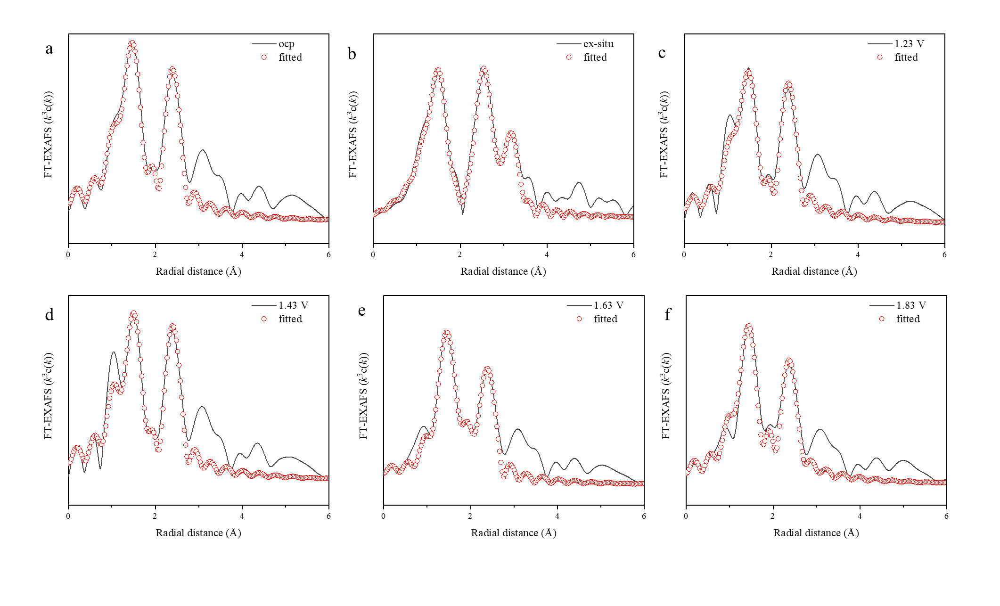 a
ocp
fitted
FT-EXAFS (k³c(k))
0 2 4 6
Radial distance (Å)
b
ex-situ
fitted
FT-EXAFS (k³c(k))
0 2 4 6
Radial distance (Å)
c
1.23 V
fitted
FT-EXAFS (k³c(k))
0 2 4 6
Radial distance (Å)
d
1.43 V
fitted
FT-EXAFS (k³c(k))
0 2 4 6
Radial distance (Å)
e
1.63 V
fitted
FT-EXAFS (k³c(k))
0 2 4 6
Radial distance (Å)
f
1.83 V
fitted
FT-EXAFS (k³c(k))
0 2 4 6
Radial distance (Å)